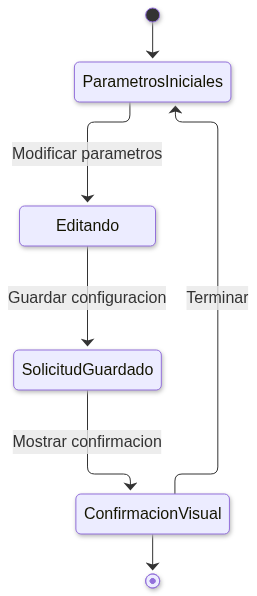 ParametrosIniciales
Modificar parametros
Editando
Guardar configuracion
Terminar
SolicitudGuardado
Mostrar confirmacion
ConfirmacionVisual